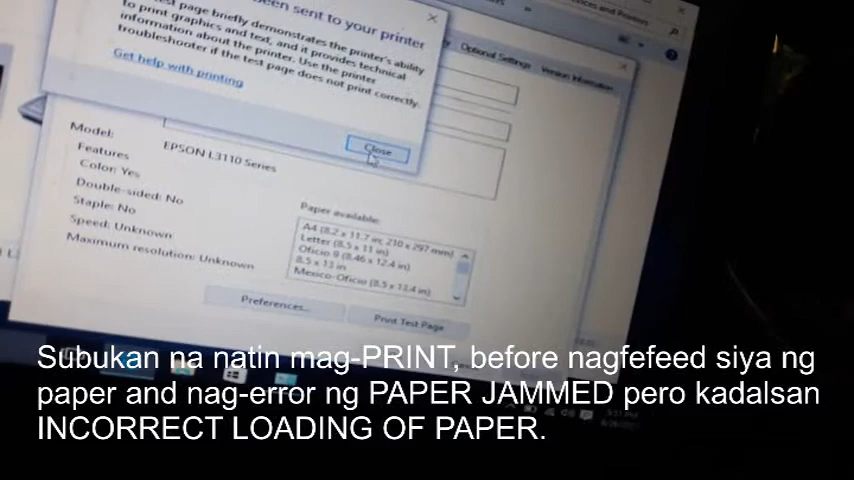 been sent to your printer
test page briefly demonstrates the printer's ability
to print graphics and text, and it provides technical
information about the printer. Use the printer
troubleshooter if the test page does not print correctly.
Get help with printing
Close
Optional Settings
Version Information
Model:
EPSON L3110 Series
Features
Color: Yes
Double-sided: No
Staple: No
Speed: Unknown
Maximum resolution: Unknown
Paper available:
A4 (8.2 x 11.7 in; 210 x 297 mm)
Letter (8.5 x 11 in)
Oficio 9 (8.46 x 12.4 in)
8.5 x 13 in
Mexico-Oficio (8.5 x 13.4 in)
Preferences...
Print Test Page
Subukan na natin mag-PRINT, before nagfefeed siya ng
paper and nag-error ng PAPER JAMMED pero kadalsan
INCORRECT LOADING OF PAPER.